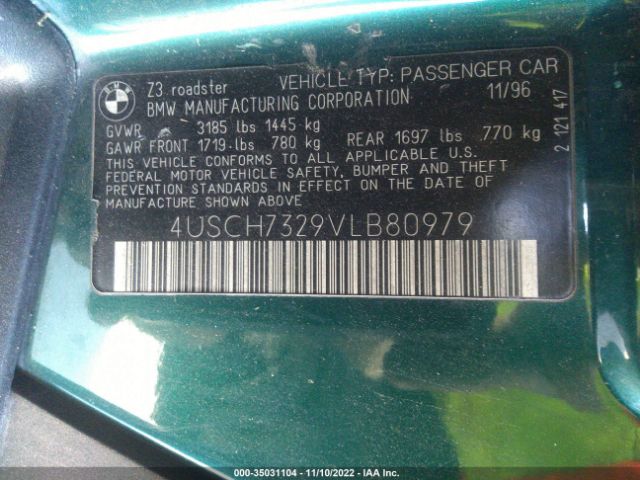 BMW
Z3 roadster VEHICLE TYP: PASSENGER CAR
BMW MANUFACTURING CORPORATION 11/96
GVWR 3185 lbs 1445 kg
GAWR FRONT 1719 lbs 780 kg REAR 1697 lbs 770 kg
THIS VEHICLE CONFORMS TO ALL APPLICABLE U.S.
FEDERAL MOTOR VEHICLE SAFETY, BUMPER AND THEFT
PREVENTION STANDARDS IN EFFECT ON THE DATE OF
MANUFACTURE SHOWN ABOVE
4USCH7329VLB80979
2 121 417
000-35031104 - 11/10/2022 - IAA Inc.